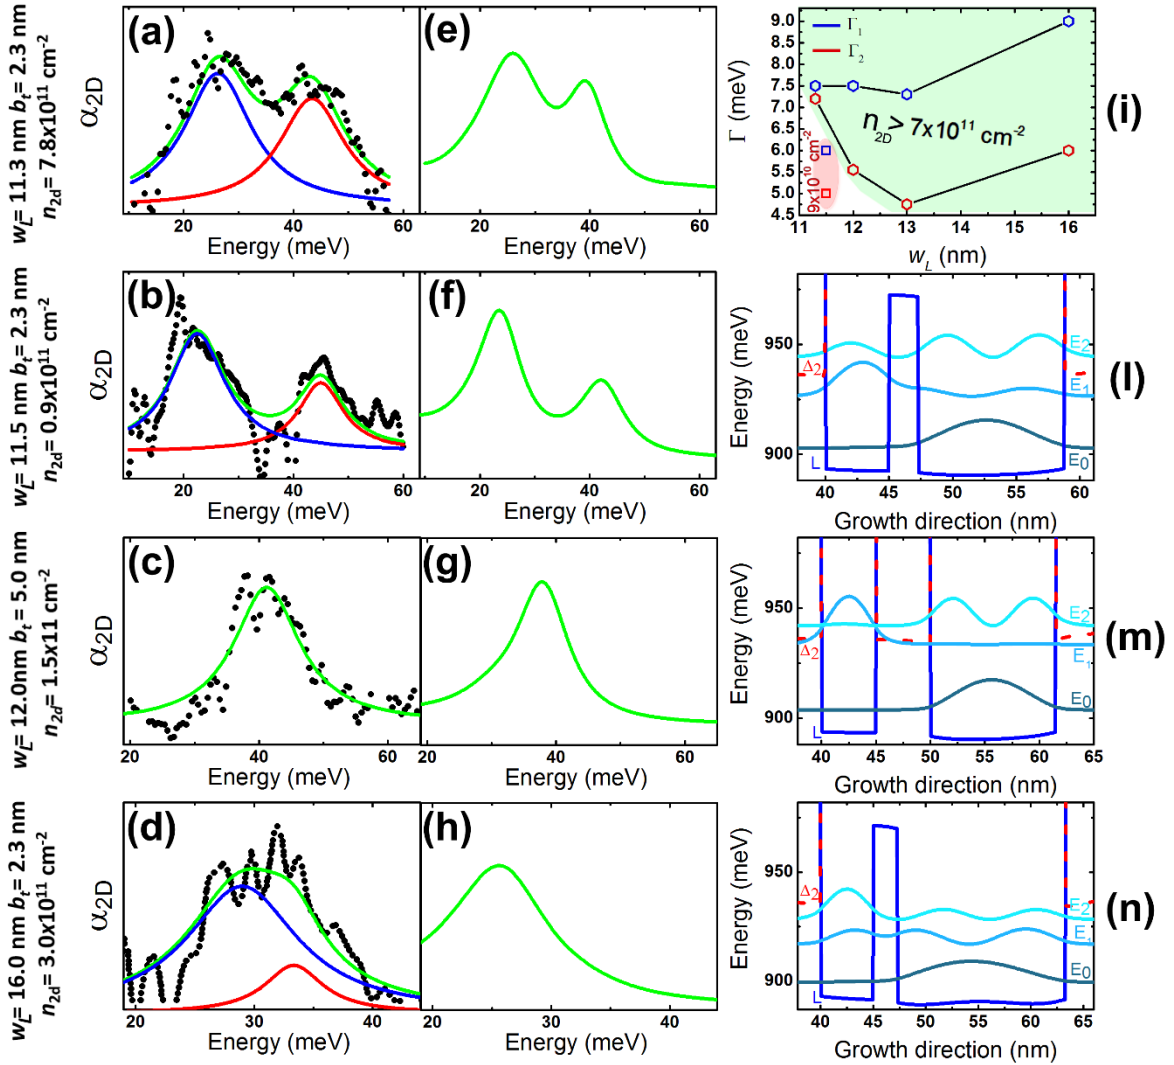 w_L= 11.3 nm b_t= 2.3 nm
n_2d= 7.8x10^11 cm^-2
(a)
α_2D
20 40 60
Energy (meV)
(e)
20 40 60
Energy (meV)
9.0
8.5
8.0
7.5
7.0
6.5
6.0
5.5
5.0
4.5
Γ (meV)
Γ_1
Γ_2
n_2D > 7x10^11 cm^-2
9x10^10 cm^-2
11 12 13 14 15 16
w_L (nm)
(i)
w_L= 11.5 nm b_t= 2.3 nm
n_2d= 0.9x10^11 cm^-2
(b)
α_2D
20 40 60
Energy (meV)
(f)
20 40 60
Energy (meV)
950
900
Energy (meV)
Δ_2
L
E_2
E_1
E_0
40 45 50 55 60
Growth direction (nm)
(l)
w_L= 12.0nm b_t= 5.0 nm
n_2d= 1.5x11 cm^-2
(c)
α_2D
20 40 60
Energy (meV)
(g)
20 40 60
Energy (meV)
950
900
Energy (meV)
Δ_2
L
E_2
E_1
E_0
40 45 50 55 60 65
Growth direction (nm)
(m)
w_L= 16.0 nm b_t= 2.3 nm
n_2d= 3.0x10^11 cm^-2
(d)
α_2D
20 30 40
Energy (meV)
(h)
20 30 40
Energy (meV)
950
900
Energy (meV)
Δ_2
L
E_2
E_1
E_0
40 45 50 55 60 65
Growth direction (nm)
(n)